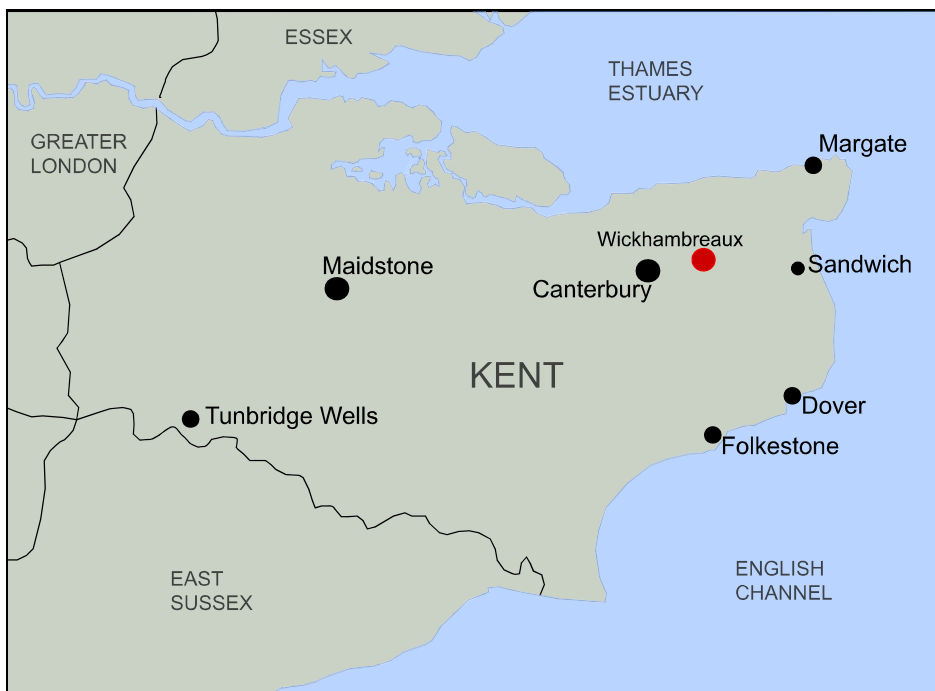 ESSEX
THAMES
ESTUARY
GREATER
LONDON
Margate
Wickhambreaux
Maidstone
Sandwich
Canterbury
KENT
Dover
Tunbridge Wells
Folkestone
EAST
SUSSEX
ENGLISH
CHANNEL